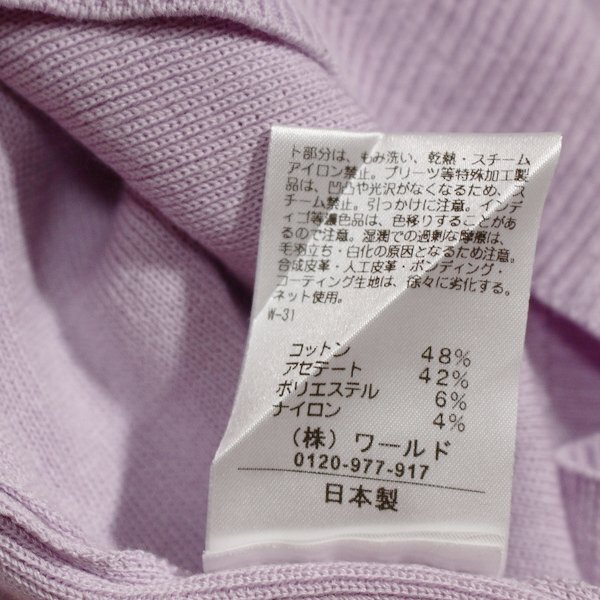 ト部分は、もみ洗い、乾熱・スチーム
アイロン禁止。プリーツ等特殊加工製
品は、凹凸や光沢がなくなるため、ス
チーム禁止。引っかけに注意。インデ
ィゴ等濃色品は、色移りすることがあ
るので注意。湿潤での過剰な摩擦は、
毛羽立ち・白化の原因となるため注意。
合成皮革・人工皮革・ボンディング・
コーティング生地は、徐々に劣化する。
ネット使用。
W-31
コットン 48%
アセテート 42%
ポリエステル 6%
ナイロン 4%
(株) ワールド
0120-977-917
日本製